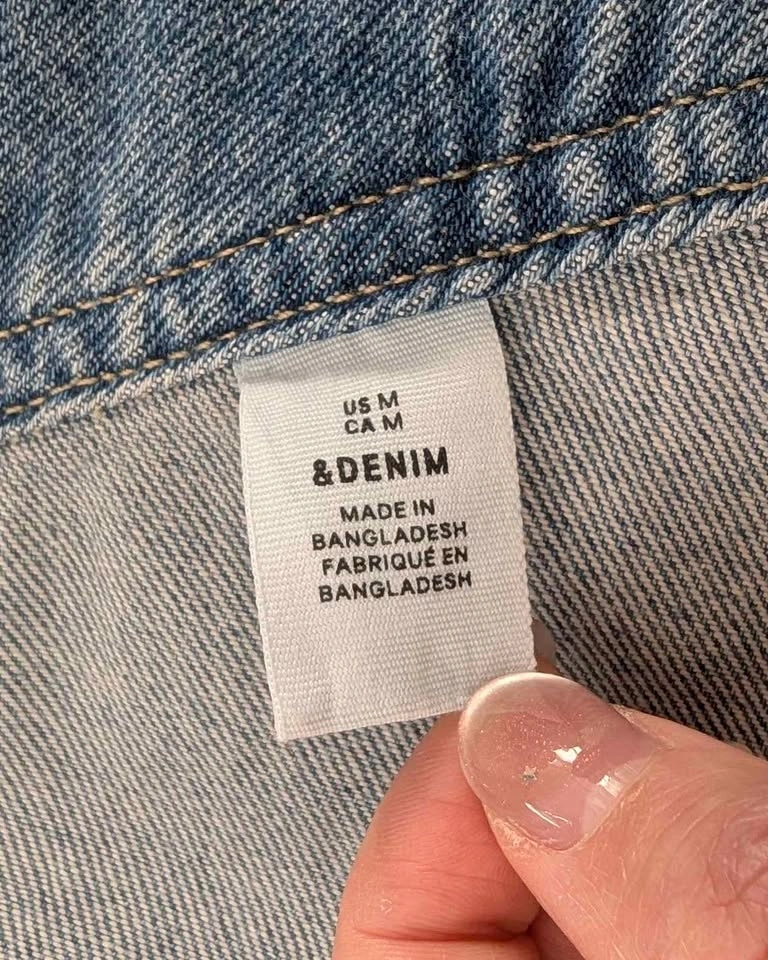 US M
CA M
&DENIM
MADE IN
BANGLADESH
FABRIQUÉ EN
BANGLADESH